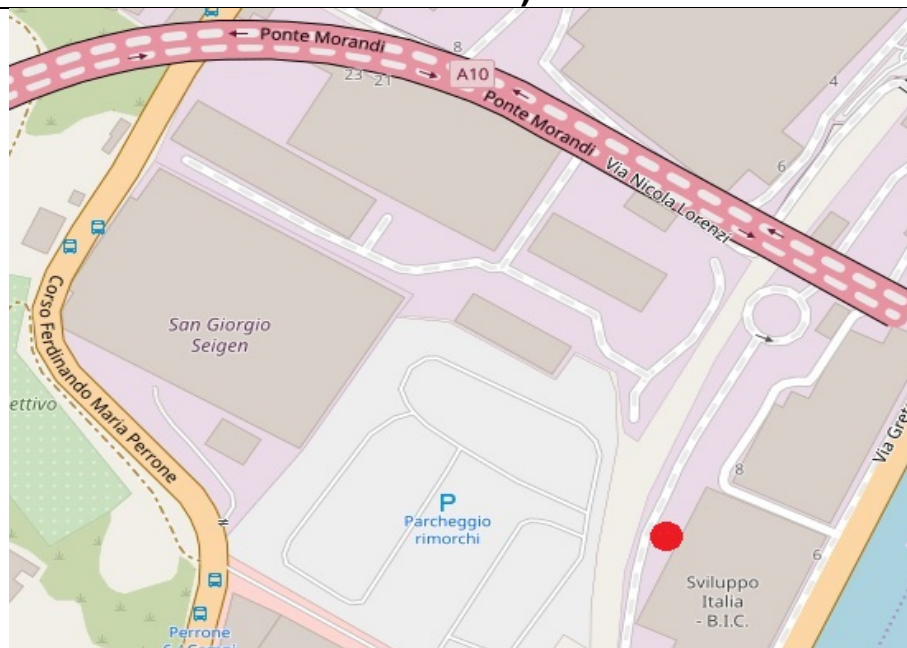 Ponte Morandi
8
23
21
A10
Ponte Morandi
4
Via Nicola Lorenzi
6
Corso Ferdinando Maria Perrone
San Giorgio
Seigen
ettivo
Via Greto
8
P
Parcheggio
rimorchi
6
Sviluppo
Italia
- B.I.C.
Perrone